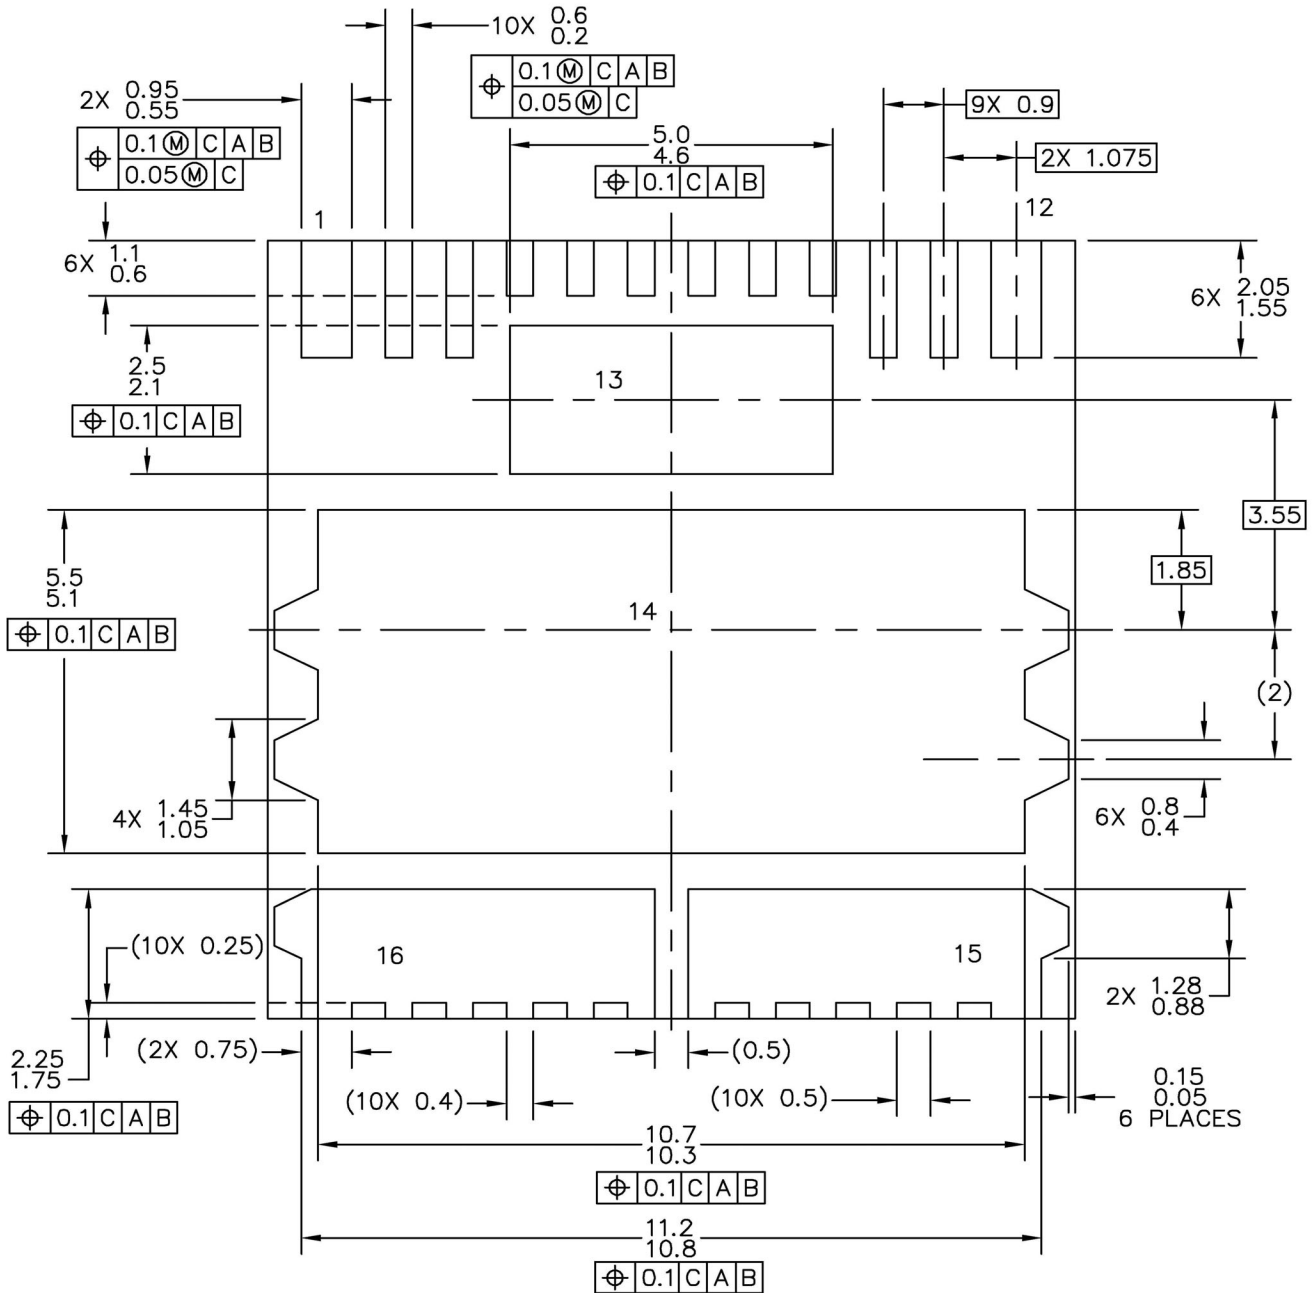 10X 0.6
0.2
⌖ 0.1 Ⓜ C A B
0.05 Ⓜ C
2X 0.95
0.55
⌖ 0.1 Ⓜ C A B
0.05 Ⓜ C
9X 0.9
5.0
4.6
⌖ 0.1 C A B
2X 1.075
1
12
6X 1.1
0.6
6X 2.05
1.55
2.5
2.1
⌖ 0.1 C A B
13
3.55
1.85
5.5
5.1
⌖ 0.1 C A B
14
(2)
4X 1.45
1.05
6X 0.8
0.4
(10X 0.25)
16
15
2X 1.28
0.88
(2X 0.75)
(0.5)
2.25
1.75
⌖ 0.1 C A B
(10X 0.4)
(10X 0.5)
0.15
0.05
6 PLACES
10.7
10.3
⌖ 0.1 C A B
11.2
10.8
⌖ 0.1 C A B